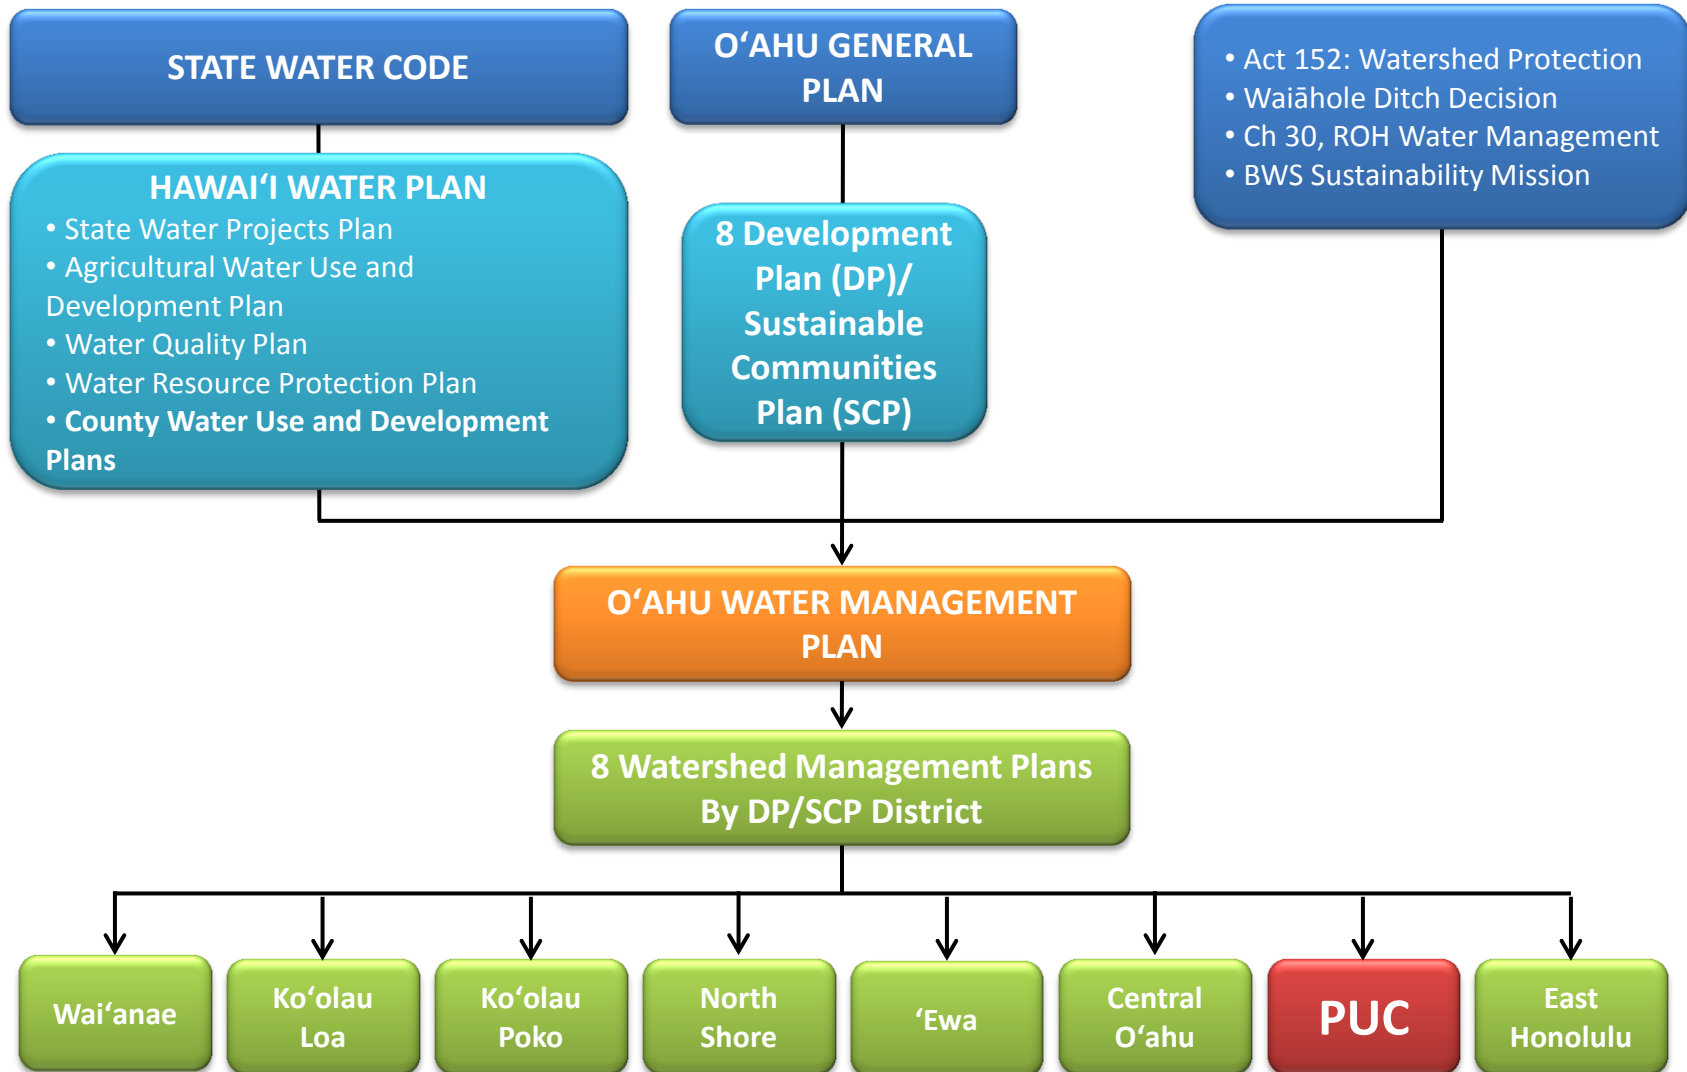 STATE WATER CODE
O‘AHU GENERAL
PLAN
• Act 152: Watershed Protection
• Waiāhole Ditch Decision
• Ch 30, ROH Water Management
• BWS Sustainability Mission
HAWAI‘I WATER PLAN
• State Water Projects Plan
• Agricultural Water Use and
Development Plan
• Water Quality Plan
• Water Resource Protection Plan
• County Water Use and Development
Plans
8 Development
Plan (DP)/
Sustainable
Communities
Plan (SCP)
O‘AHU WATER MANAGEMENT
PLAN
8 Watershed Management Plans
By DP/SCP District
Wai‘anae
Ko‘olau
Loa
Ko‘olau
Poko
North
Shore
‘Ewa
Central
O‘ahu
PUC
East
Honolulu